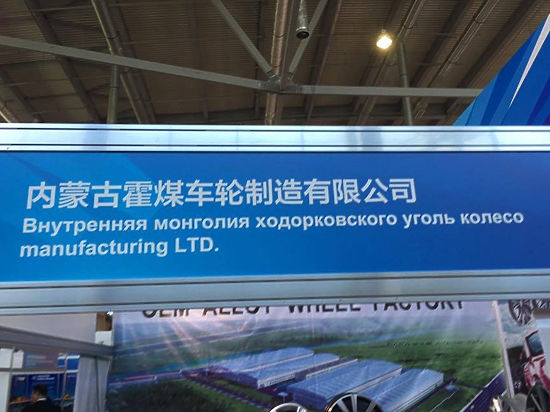 内蒙古霍煤车轮制造有限公司
Внутренняя монголия ходорковского уголь колесо
manufacturing LTD.
OEM ALLOY WHEEL FACTORY